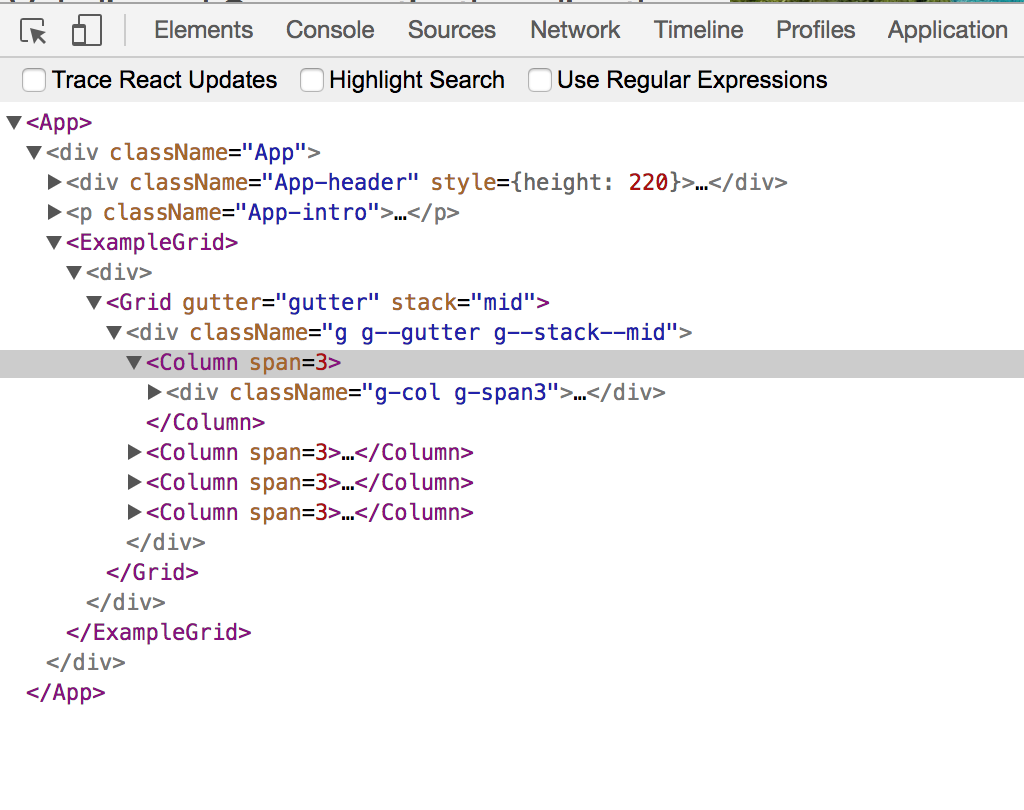 Elements Console Sources Network Timeline Profiles Application
Trace React Updates Highlight Search Use Regular Expressions
<App>
<div className="App">
<div className="App-header" style={height: 220}>…</div>
<p className="App-intro">…</p>
<ExampleGrid>
<div>
<Grid gutter="gutter" stack="mid">
<div className="g g--gutter g--stack--mid">
<Column span=3>
<div className="g-col g-span3">…</div>
</Column>
<Column span=3>…</Column>
<Column span=3>…</Column>
<Column span=3>…</Column>
</div>
</Grid>
</div>
</ExampleGrid>
</div>
</App>